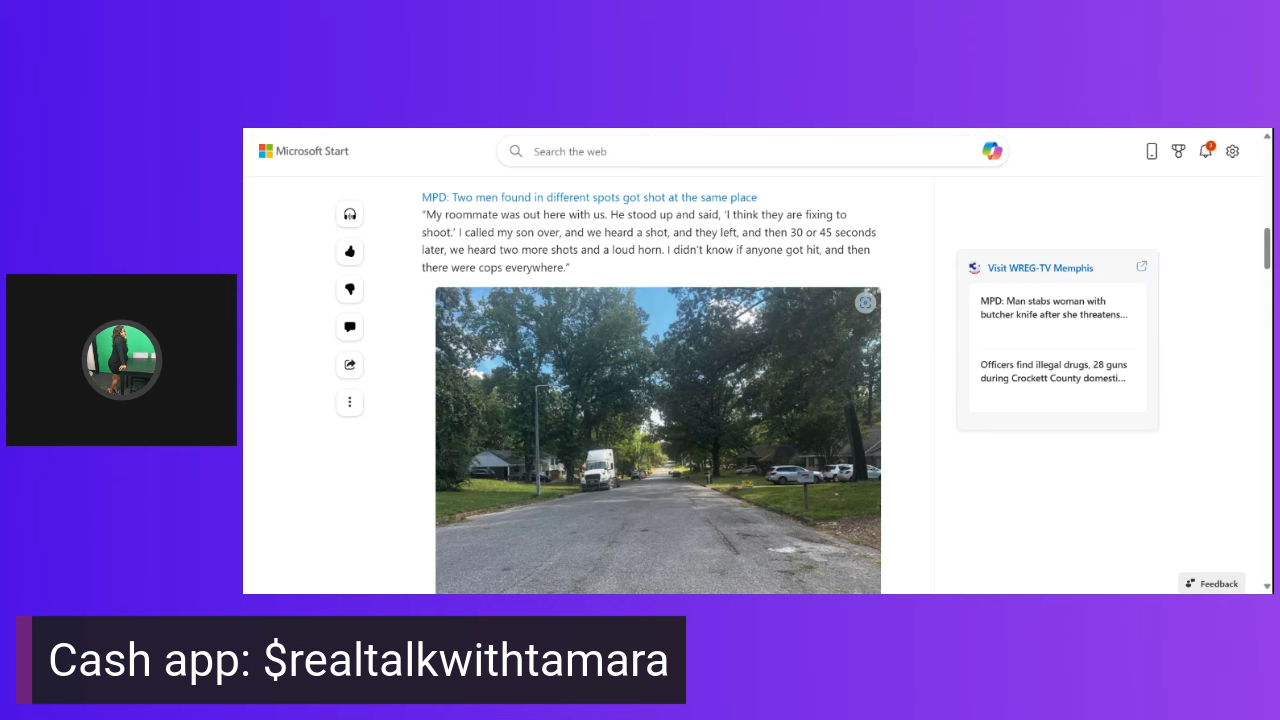 Microsoft Start
Search the web
MPD: Two men found in different spots got shot at the same place
“My roommate was out here with us. He stood up and said, ‘I think they are fixing to
shoot.’ I called my son over, and we heard a shot, and they left, and then 30 or 45 seconds
later, we heard two more shots and a loud horn. I didn’t know if anyone got hit, and then
there were cops everywhere.”
Visit WREG-TV Memphis
MPD: Man stabs woman with
butcher knife after she threatens...
Officers find illegal drugs, 28 guns
during Crockett County domesti...
Feedback
Cash app: $realtalkwithtamara